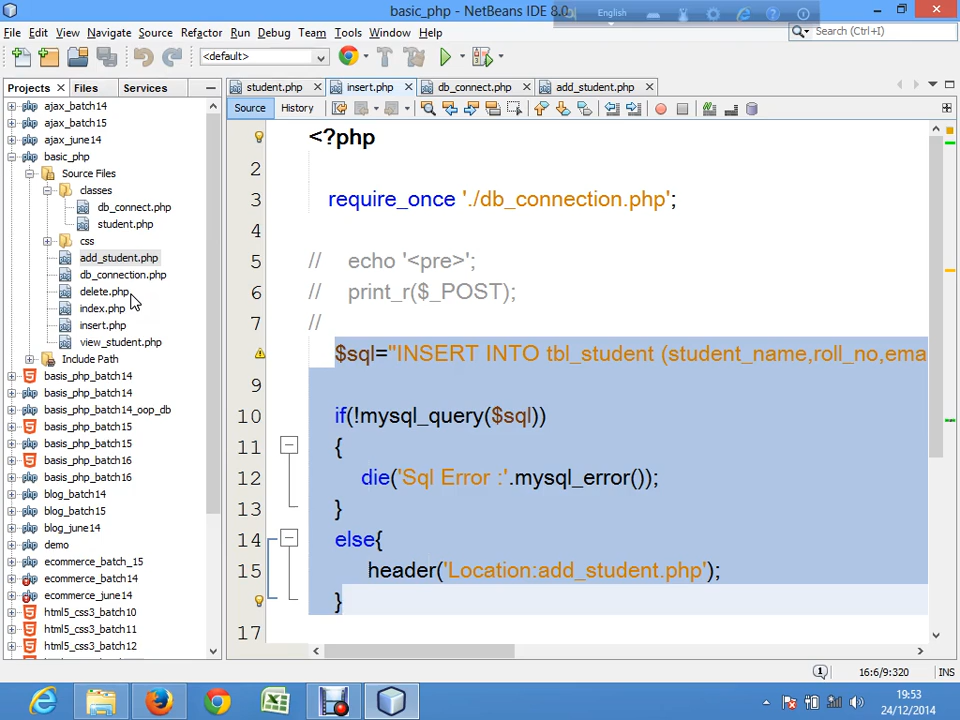 basic_php - NetBeans IDE 8.0
English
File Edit View Navigate Source Refactor Run Debug Team Tools Window Help
Search (Ctrl+I)
<default>
Projects Files Services
student.php insert.php db_connect.php add_student.php
Source History
ajax_batch14
ajax_batch15
ajax_june14
basic_php
Source Files
classes
db_connect.php
student.php
css
add_student.php
db_connection.php
delete.php
index.php
insert.php
view_student.php
Include Path
basis_php_batch14
basis_php_batch14
basis_php_batch14_oop_db
basis_php_batch15
basis_php_batch15
basis_php_batch16
basis_php_batch16
blog_batch14
blog_batch15
blog_june14
demo
ecommerce_batch_15
ecommerce_batch14
ecommerce_june14
html5_css3_batch10
html5_css3_batch11
html5_css3_batch12
<?php
2
3 require_once './db_connection.php';
4
5 // echo '<pre>';
6 // print_r($_POST);
7 //
$sql="INSERT INTO tbl_student (student_name,roll_no,ema
9
10 if(!mysql_query($sql))
11 {
12 die('Sql Error :'.mysql_error());
13 }
14 else{
15 header('Location:add_student.php');
}
17
16:6/9:320 INS
19:53
24/12/2014